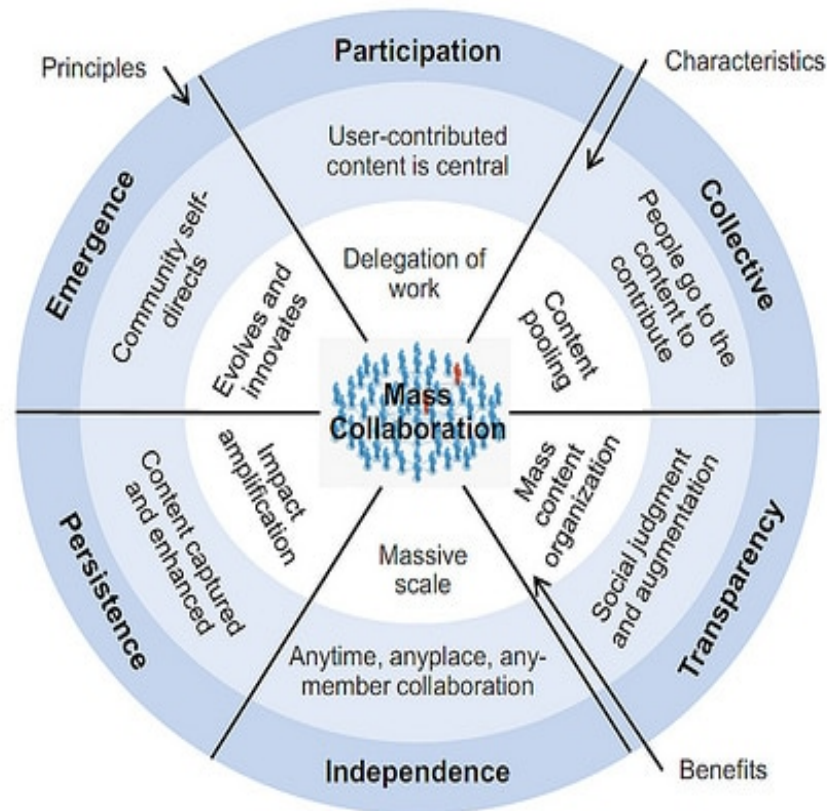 Principles
Participation
Characteristics
User-contributed
content is central
Emergence
Community self-
directs
Evolves and
innovates
Delegation of
work
Content
pooling
People go to the
content to
contribute
Collective
Mass
Collaboration
Persistence
Content captured
and enhanced
Impact
amplification
Massive
scale
Mass
content
organization
Social judgment
and augmentation
Transparency
Anytime, anyplace, any-
member collaboration
Independence
Benefits